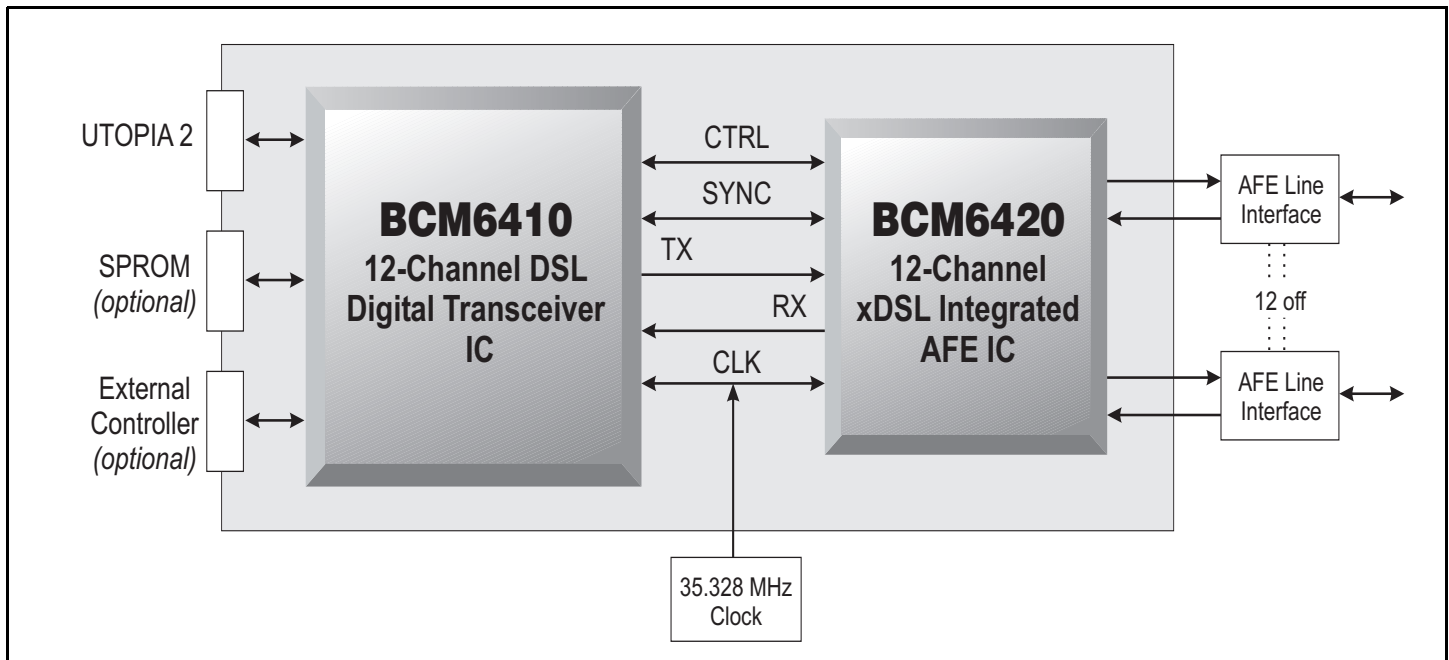 UTOPIA 2
SPROM
(optional)
External
Controller
(optional)
BCM6410
12-Channel DSL
Digital Transceiver
IC
CTRL
SYNC
TX
RX
CLK
BCM6420
12-Channel
xDSL Integrated
AFE IC
AFE Line
Interface
12 off
AFE Line
Interface
35.328 MHz
Clock